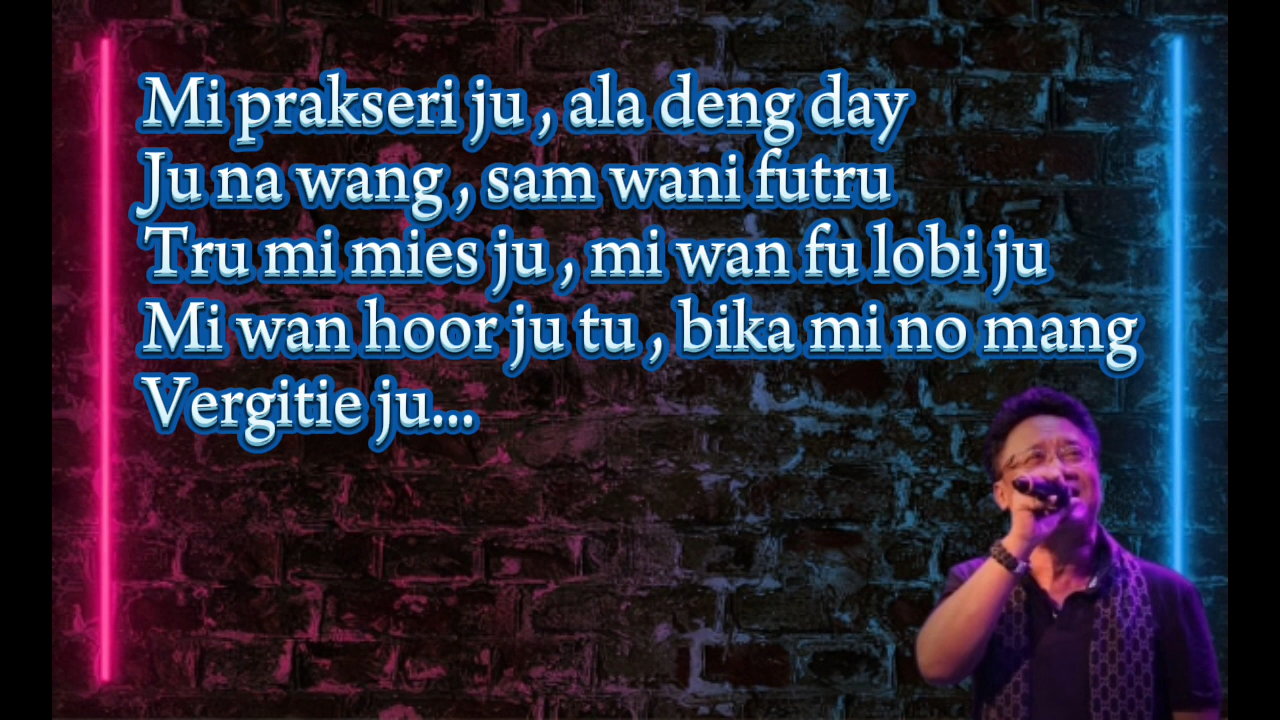 Mi prakseri ju , ala deng day
Ju na wang , sam wani futru
Tru mi mies ju , mi wan fu lobi ju
Mi wan hoor ju tu , bika mi no mang
Vergitie ju...